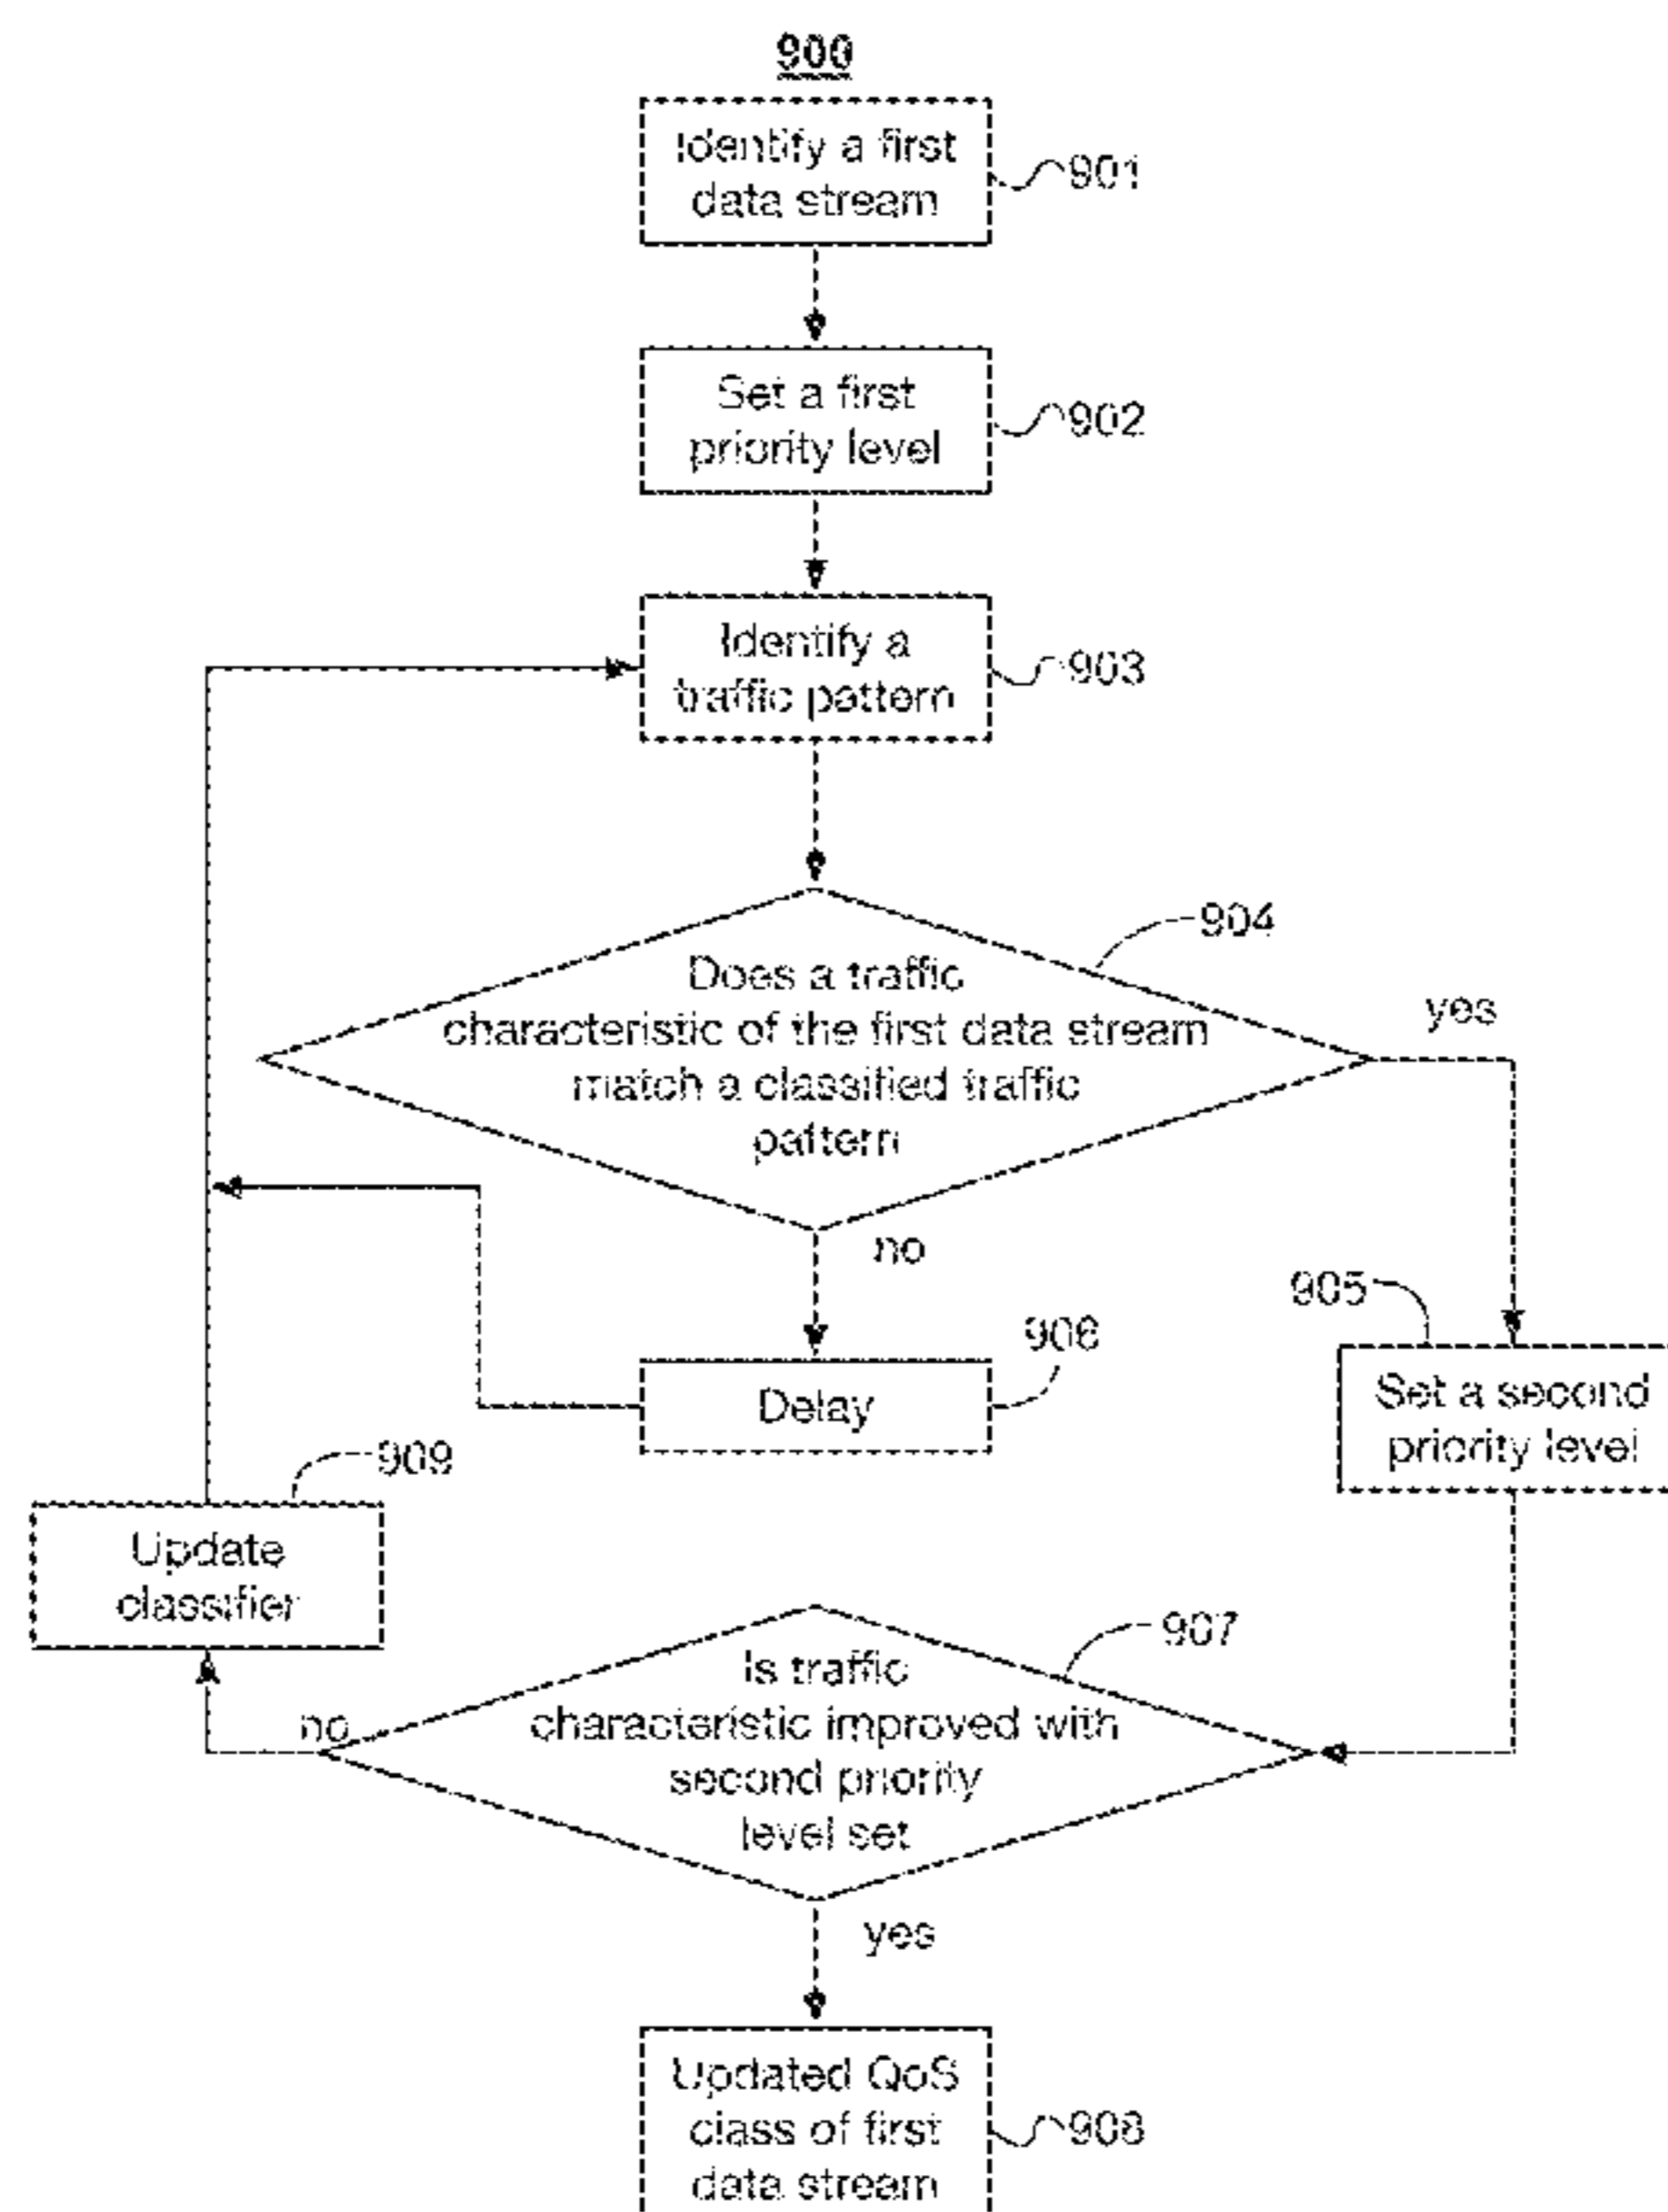 900
Identify a first
data stream
901
Set a first
priority level
902
Identify a
traffic pattern
903
904
Does a traffic
characteristic of the first data stream
match a classified traffic
pattern
yes
no
905
906
Delay
Set a second
priority level
909
Update
classifier
907
Is traffic
characteristic improved with
second priority
level set
no
yes
Updated QoS
class of first
data stream
908